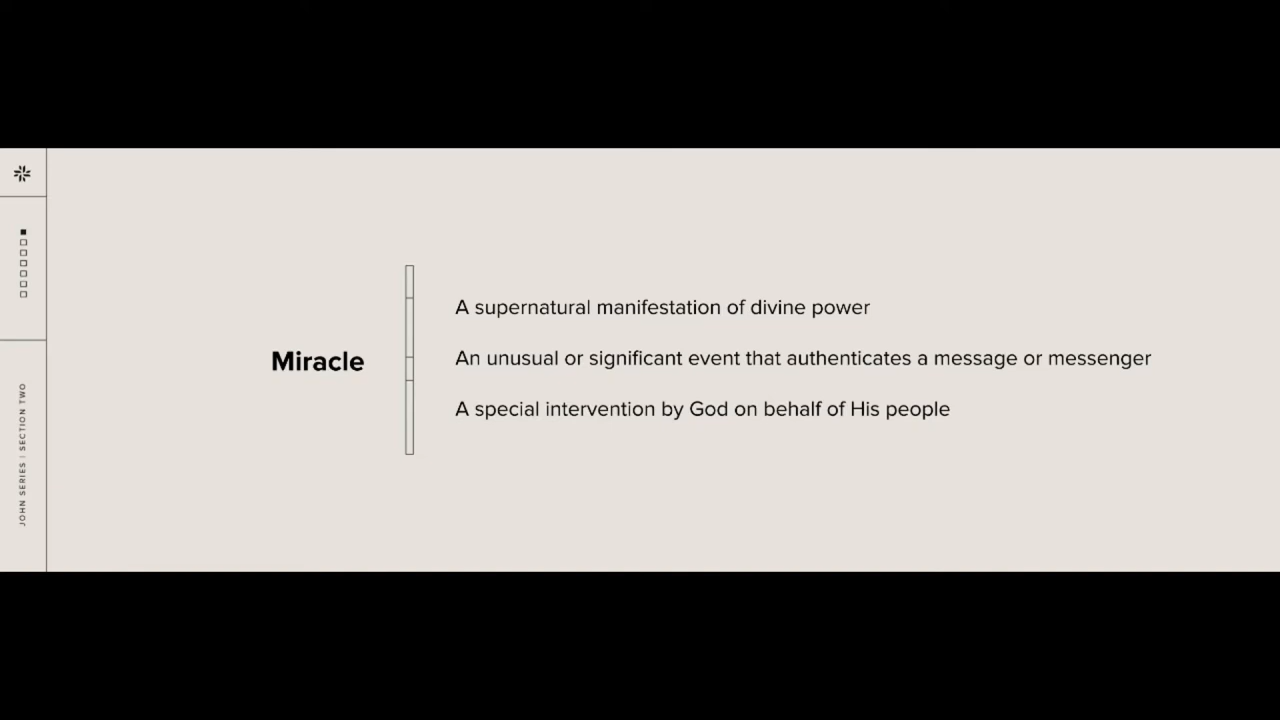 JOHN SERIES | SECTION TWO
Miracle
A supernatural manifestation of divine power
An unusual or significant event that authenticates a message or messenger
A special intervention by God on behalf of His people